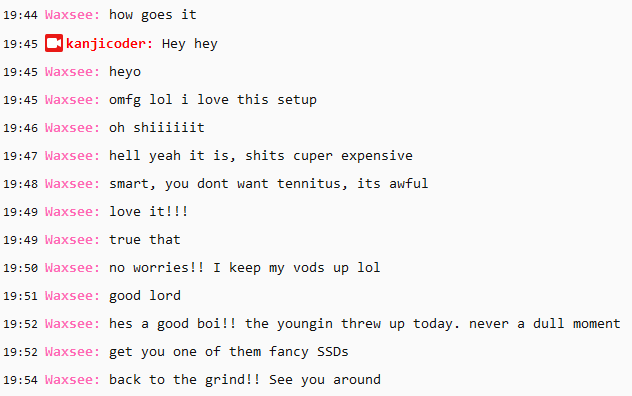 19:44 Waxsee: how goes it
19:45 kanjicoder: Hey hey
19:45 Waxsee: heyo
19:45 Waxsee: omfg lol i love this setup
19:46 Waxsee: oh shiiiiiit
19:47 Waxsee: hell yeah it is, shits cuper expensive
19:48 Waxsee: smart, you dont want tennitus, its awful
19:49 Waxsee: love it!!!
19:49 Waxsee: true that
19:50 Waxsee: no worries!! I keep my vods up lol
19:51 Waxsee: good lord
19:52 Waxsee: hes a good boi!! the youngin threw up today. never a dull moment
19:52 Waxsee: get you one of them fancy SSDs
19:54 Waxsee: back to the grind!! See you around